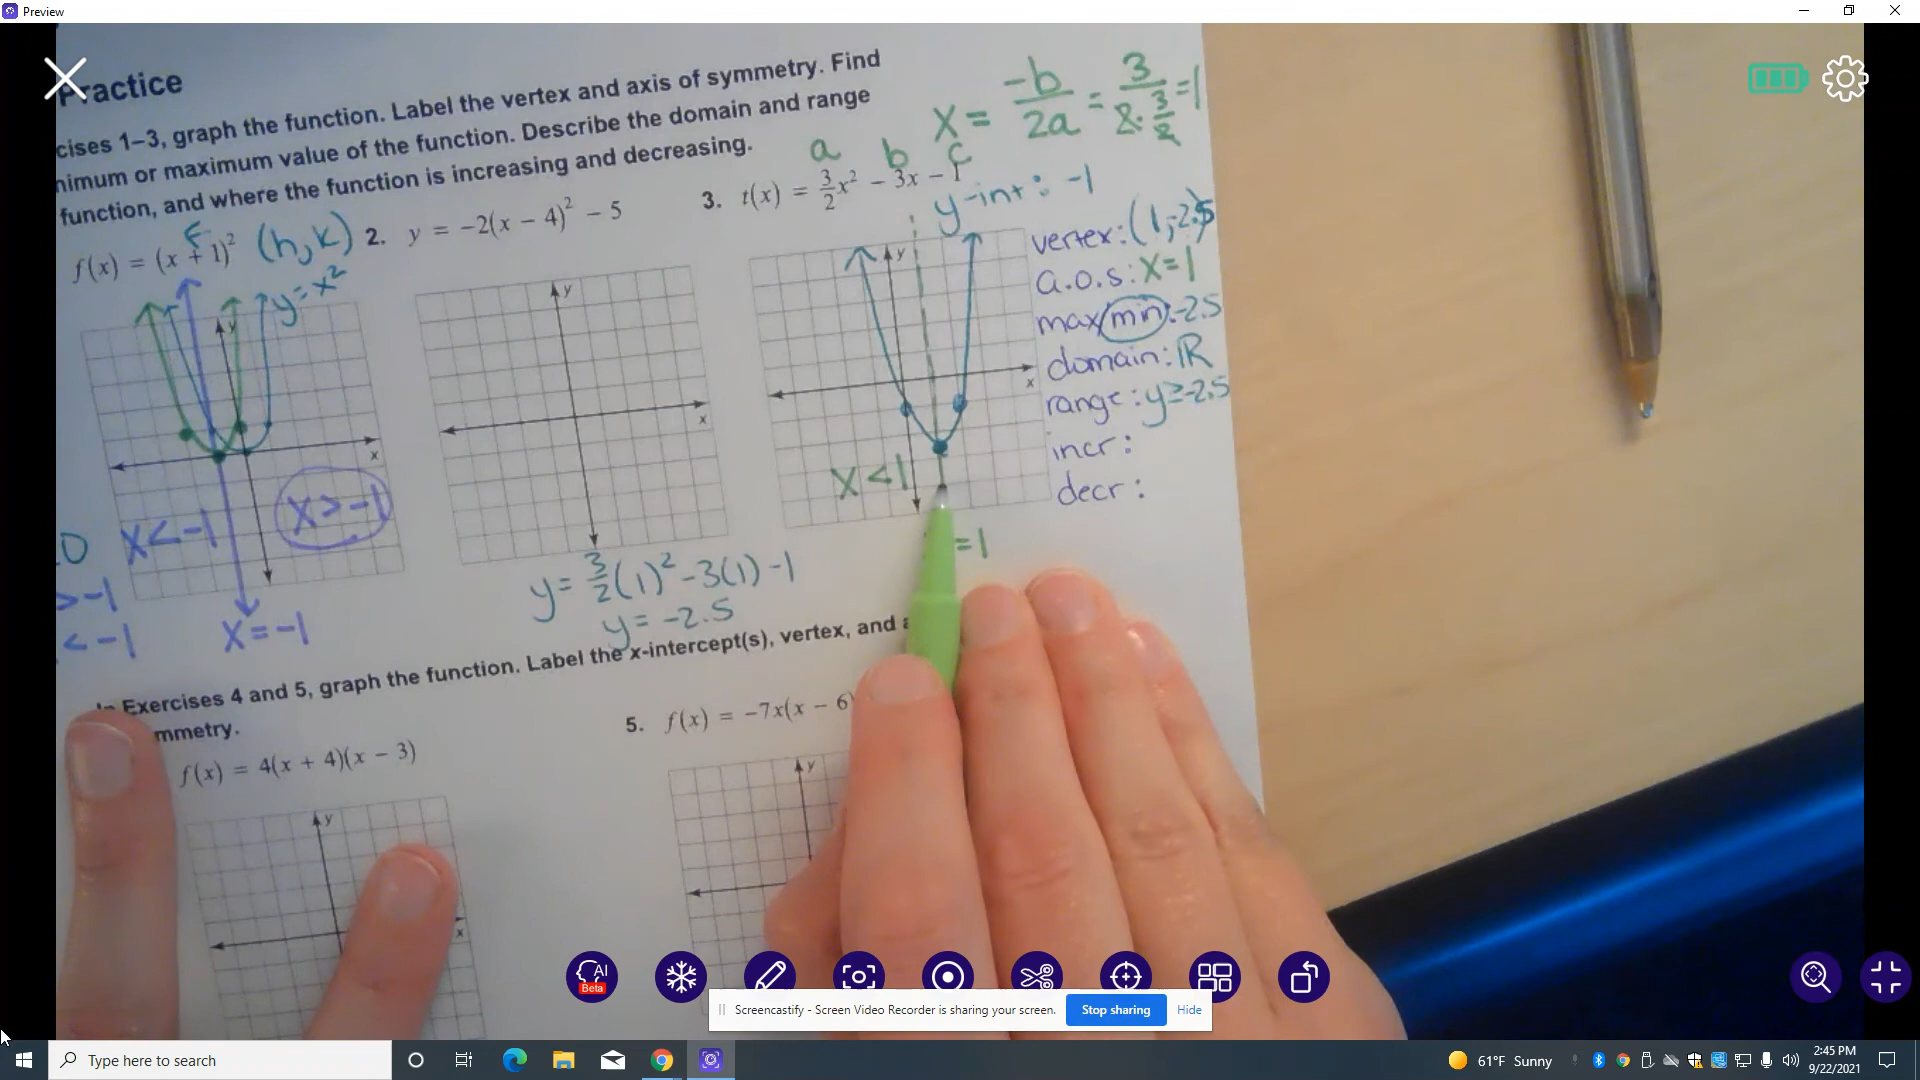 Preview
Practice
cises 1–3, graph the function. Label the vertex and axis of symmetry. Find
nimum or maximum value of the function. Describe the domain and range
function, and where the function is increasing and decreasing.
x = -b/2a = 3/(2·3/2) = 1
a b c
f(x) = (x + 1)²
(h,k)
2. y = −2(x − 4)² − 5
3. t(x) = 3/2x² − 3x − 1
y-int: -1
y=x²
y
x
x<-1
x>-1
>-1
<-1
x=-1
y
x
y
x
x<1
=1
vertex: (1,-2.5)
a.o.s: x=1
max/min: -2.5
domain: ℝ
range: y≥-2.5
incr:
decr:
y= 3/2(1)²-3(1)-1
y= -2.5
Exercises 4 and 5, graph the function. Label the x-intercept(s), vertex, and a
mmetry.
f(x) = 4(x + 4)(x − 3)
5. f(x) = −7x(x − 6)
y
x
y
AI
Beta
Screencastify - Screen Video Recorder is sharing your screen.
Stop sharing
Hide
Type here to search
61°F Sunny
2:45 PM
9/22/2021